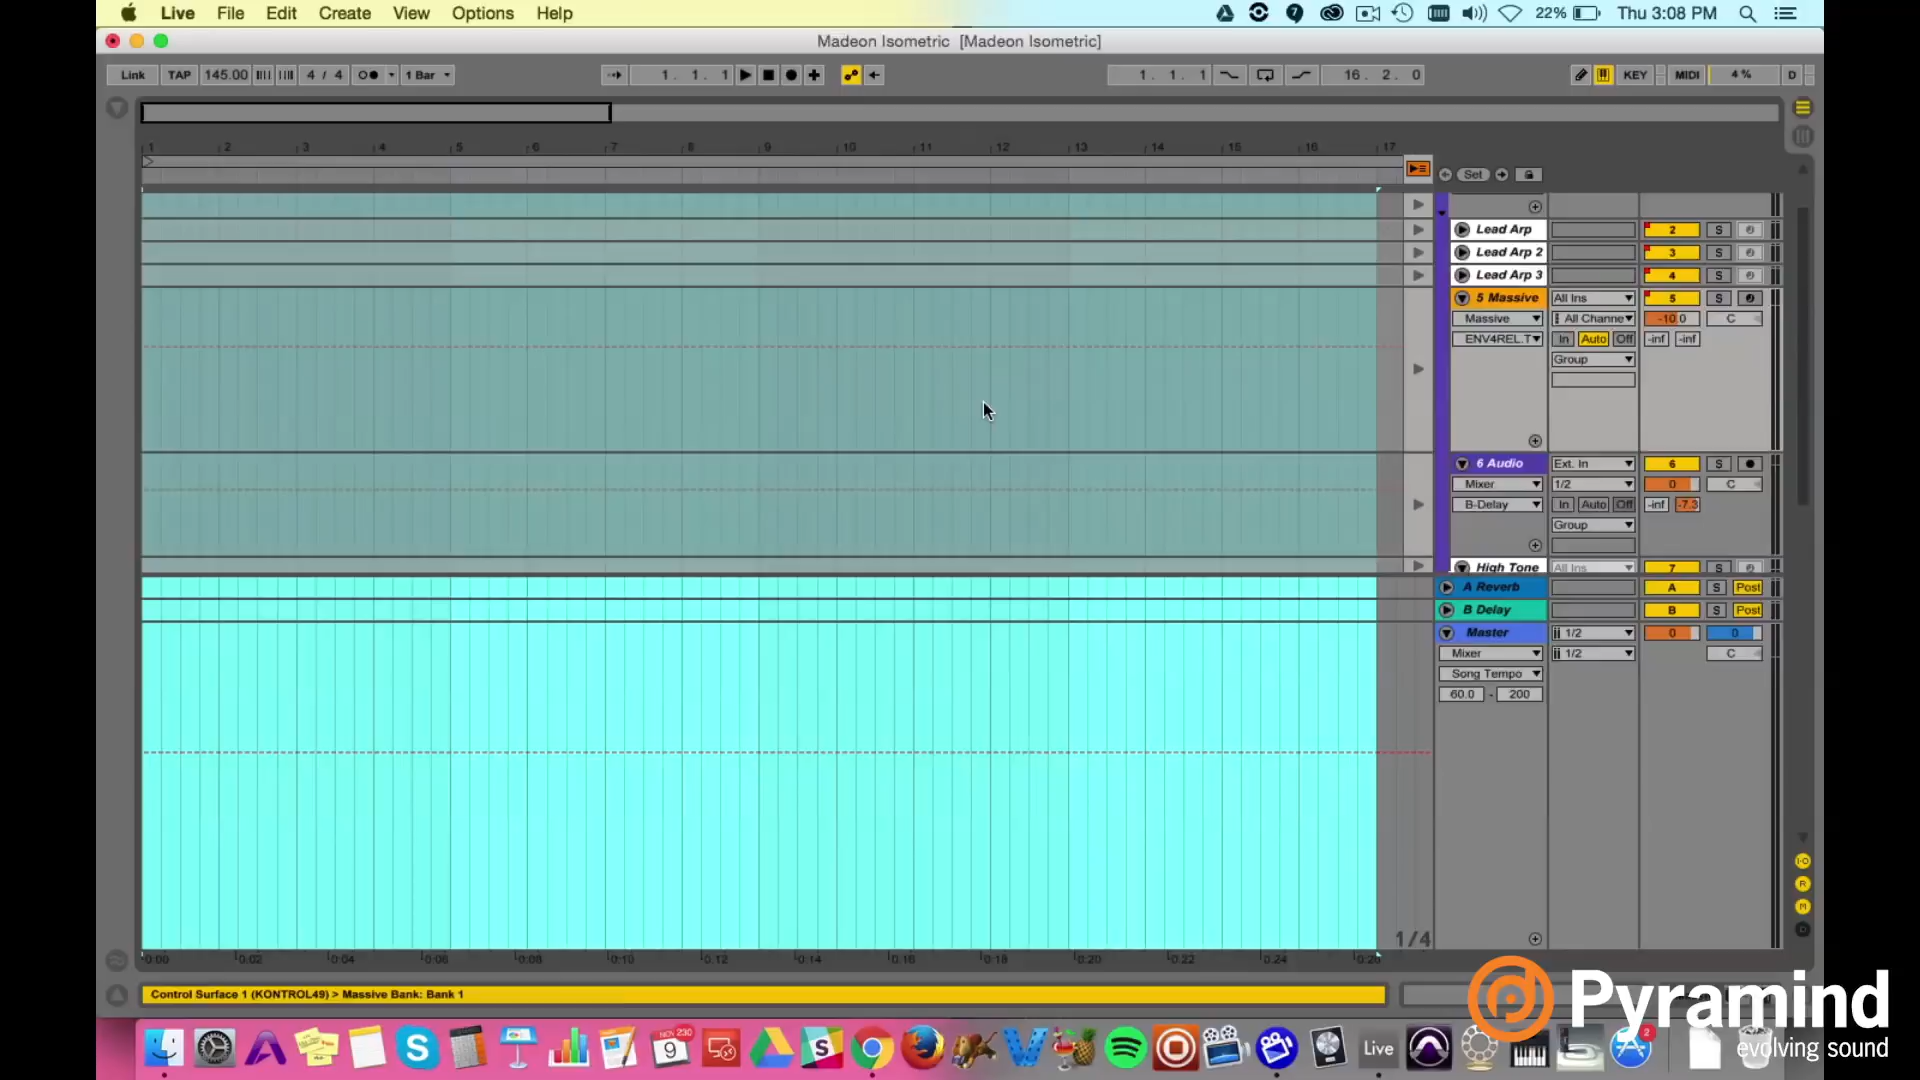 Live File Edit Create View Options Help 22% Thu 3:08 PM
Madeon Isometric [Madeon Isometric]
Link TAP 145.00 4 / 4 1 Bar 1. 1. 1 1. 1. 1 16. 2. 0 KEY MIDI 4 % D
1 2 3 4 5 6 7 8 9 10 11 12 13 14 15 16 17
Set
Lead Arp 2 S
Lead Arp 2 3 S
Lead Arp 3 4 S
5 Massive All Ins 5 S
Massive All Channe -10.0 C
ENV4REL.T In Auto Off -inf -inf
Group
6 Audio Ext. In 6 S
Mixer 1/2 0 C
B-Delay In Auto Off -inf -7.3
Group
High Tone All Ins 7 S
A Reverb A S Post
B Delay B S Post
Master 1/2 0 0
Mixer 1/2 C
Song Tempo
60.0 - 200
1/4
0:00 0:02 0:04 0:06 0:08 0:10 0:12 0:14 0:16 0:18 0:20 0:22 0:24 0:26
Control Surface 1 (KONTROL49) > Massive Bank: Bank 1
Pyramind
evolving sound
NOV 230
9
Live
2